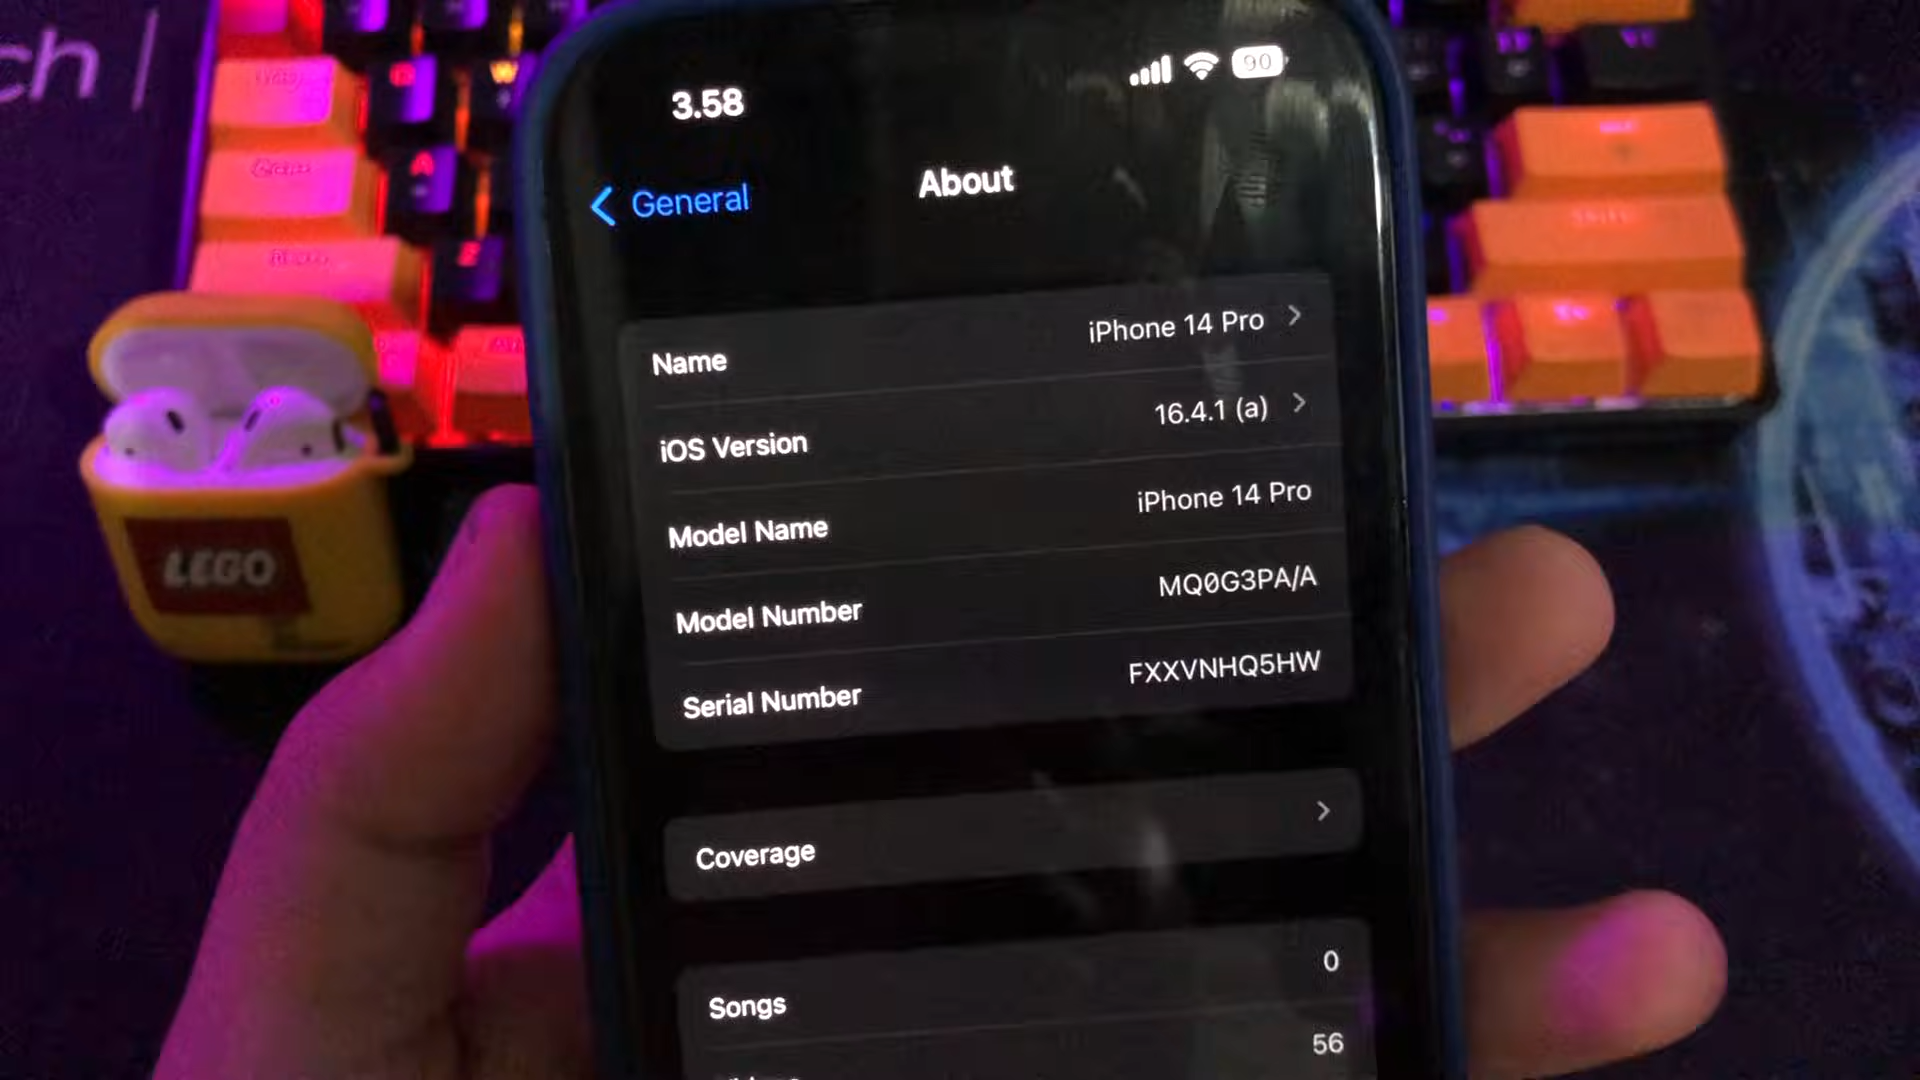 ch |
3.58
90
General
About
Name
iPhone 14 Pro
iOS Version
16.4.1 (a)
Model Name
iPhone 14 Pro
Model Number
MQ0G3PA/A
Serial Number
FXXVNHQ5HW
Coverage
Songs
0
56
LEGO
W
A